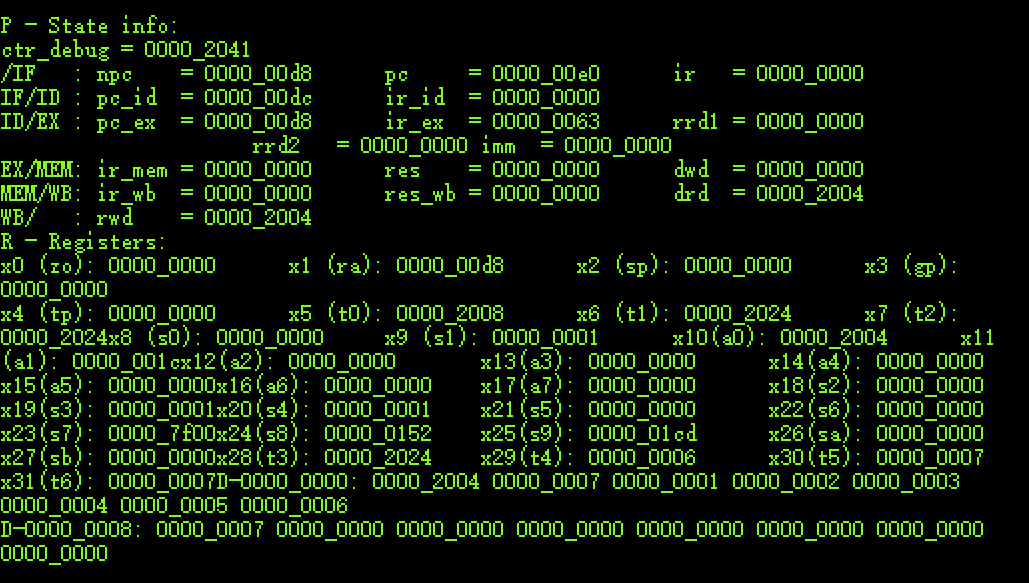 P - State info:
ctr_debug = 0000_2041
/IF   : npc    = 0000_00d8      pc     = 0000_00e0      ir   = 0000_0000
IF/ID : pc_id  = 0000_00dc      ir_id  = 0000_0000
ID/EX : pc_ex  = 0000_00d8      ir_ex  = 0000_0063      rrd1 = 0000_0000
rrd2   = 0000_0000 imm  = 0000_0000
EX/MEM: ir_mem = 0000_0000      res    = 0000_0000      dwd  = 0000_0000
MEM/WB: ir_wb  = 0000_0000      res_wb = 0000_0000      drd  = 0000_2004
WB/   : rwd    = 0000_2004
R - Registers:
x0 (zo): 0000_0000      x1 (ra): 0000_00d8      x2 (sp): 0000_0000      x3 (gp):
0000_0000
x4 (tp): 0000_0000      x5 (t0): 0000_2008      x6 (t1): 0000_2024      x7 (t2):
0000_2024x8 (s0): 0000_0000     x9 (s1): 0000_0001      x10(a0): 0000_2004      x11
(a1): 0000_001cx12(a2): 0000_0000       x13(a3): 0000_0000      x14(a4): 0000_0000
x15(a5): 0000_0000x16(a6): 0000_0000    x17(a7): 0000_0000      x18(s2): 0000_0000
x19(s3): 0000_0001x20(s4): 0000_0001    x21(s5): 0000_0000      x22(s6): 0000_0000
x23(s7): 0000_7f00x24(s8): 0000_0152    x25(s9): 0000_01cd      x26(sa): 0000_0000
x27(sb): 0000_0000x28(t3): 0000_2024    x29(t4): 0000_0006      x30(t5): 0000_0007
x31(t6): 0000_0007D-0000_0000: 0000_2004 0000_0007 0000_0001 0000_0002 0000_0003
0000_0004 0000_0005 0000_0006
D-0000_0008: 0000_0007 0000_0000 0000_0000 0000_0000 0000_0000 0000_0000 0000_0000
0000_0000